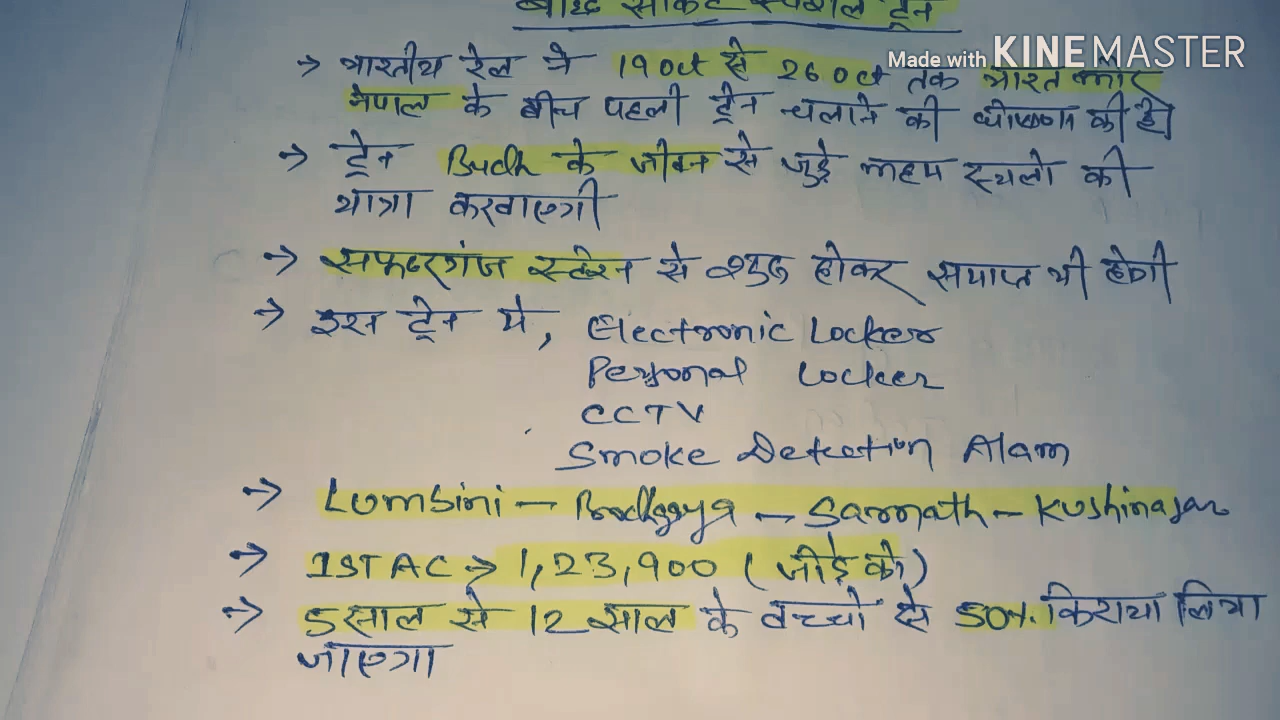 बौद्ध सर्किट स्पेशल ट्रेन
Made with KINEMASTER
→ भारतीय रेल ने 19 Oct से 26 Oct तक भारत और
नेपाल के बीच पहली ट्रेन चलाने की घोषणा की है।
→ ट्रेन Budh के जीवन से जुड़े अहम स्थलो की
यात्रा करवाएगी
→ सफदरगंज स्टेशन से शुरू होकर समाप्त भी होगी
→ इस ट्रेन मे, Electronic Locker
Personal Locker
CCTV
Smoke Detection Alam
→ Lumbini - Bodhgaya - Sarnath - Kushinagar
→ 1ST AC → 1,23,900 (जोड़े को)
→ 5 साल से 12 साल के बच्चो से 50% किराया लिया
जाएगा